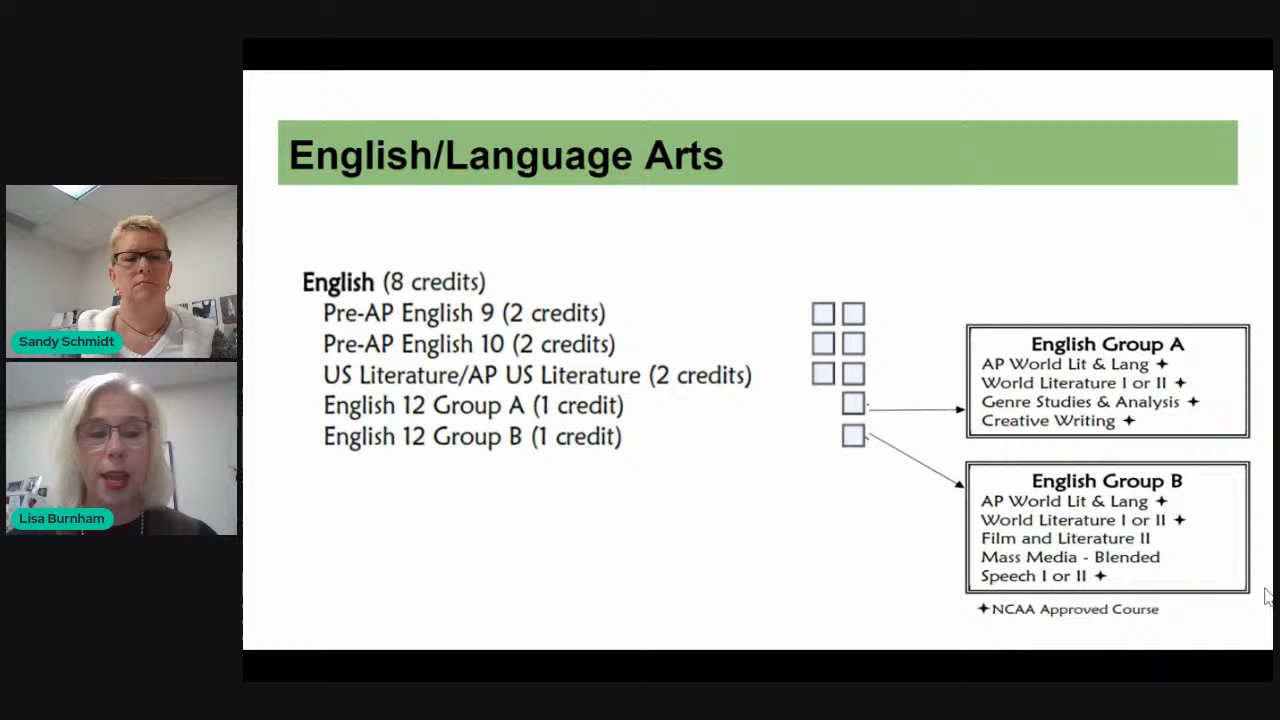 English/Language Arts
English (8 credits)
Pre-AP English 9 (2 credits)
Pre-AP English 10 (2 credits)
US Literature/AP US Literature (2 credits)
English 12 Group A (1 credit)
English 12 Group B (1 credit)
English Group A
AP World Lit & Lang ✦
World Literature I or II ✦
Genre Studies & Analysis ✦
Creative Writing ✦
English Group B
AP World Lit & Lang ✦
World Literature I or II ✦
Film and Literature II
Mass Media - Blended
Speech I or II ✦
✦NCAA Approved Course
Sandy Schmidt
Lisa Burnham